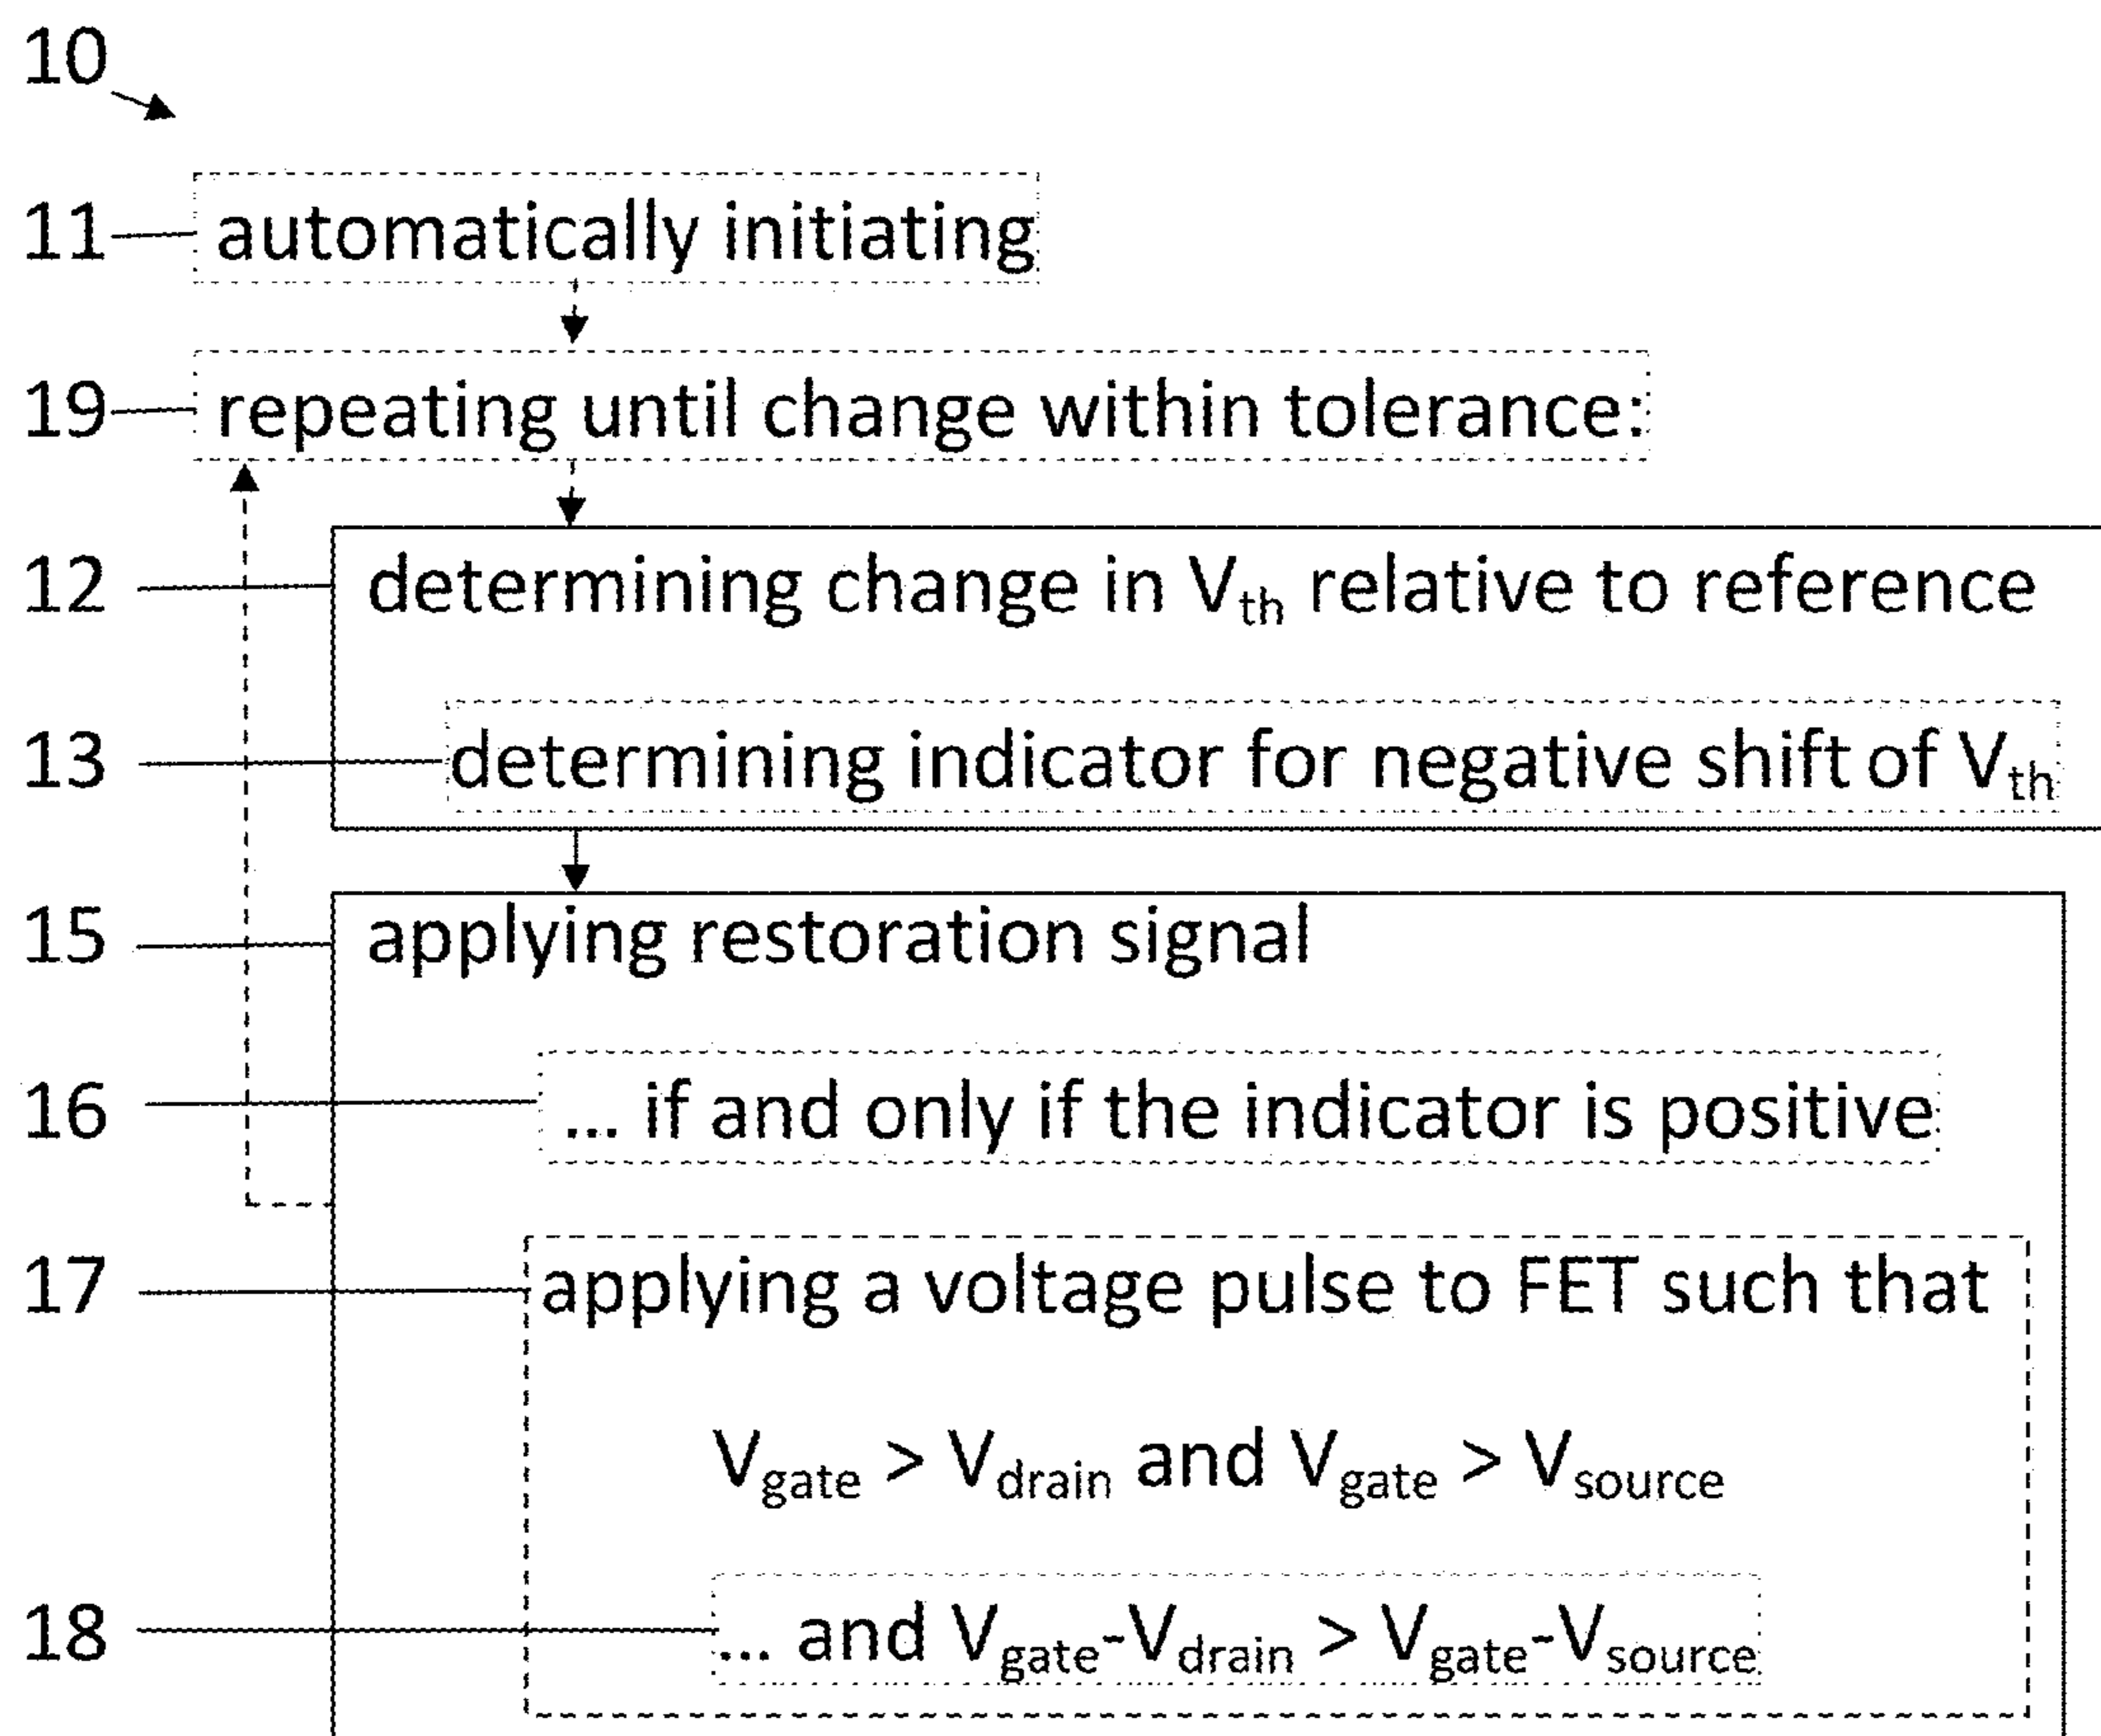 10
11 automatically initiating
19 repeating until change within tolerance:
12 determining change in Vth relative to reference
13 determining indicator for negative shift of Vth
15 applying restoration signal
16 ... if and only if the indicator is positive
17 applying a voltage pulse to FET such that
Vgate > Vdrain and Vgate > Vsource
18 ... and Vgate-Vdrain > Vgate-Vsource